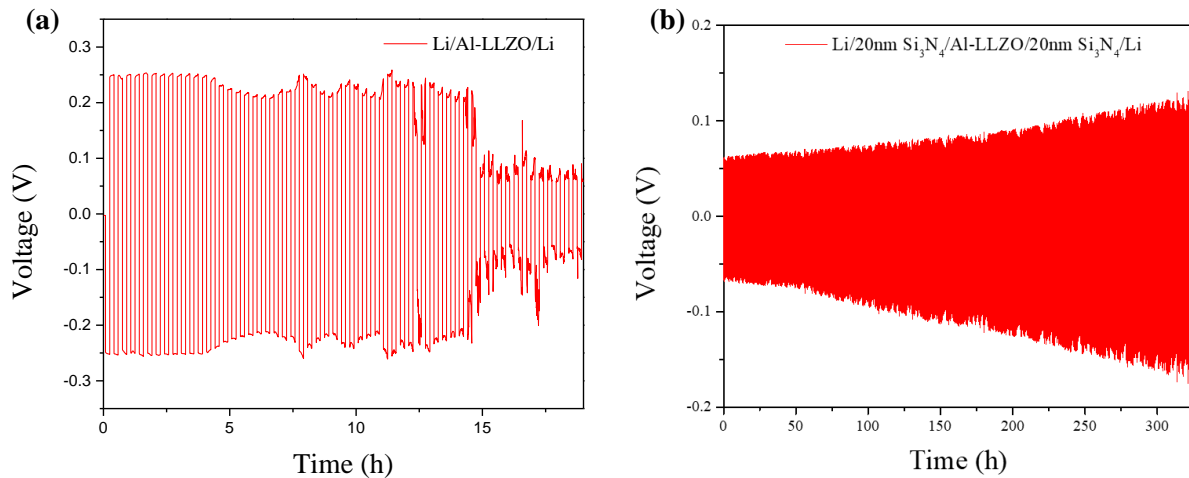 (a)
Li/Al-LLZO/Li
0.3
0.2
0.1
0.0
-0.1
-0.2
-0.3
Voltage (V)
0 5 10 15
Time (h)
(b)
Li/20nm Si₃N₄/Al-LLZO/20nm Si₃N₄/Li
0.2
0.1
0.0
-0.1
-0.2
Voltage (V)
0 50 100 150 200 250 300
Time (h)